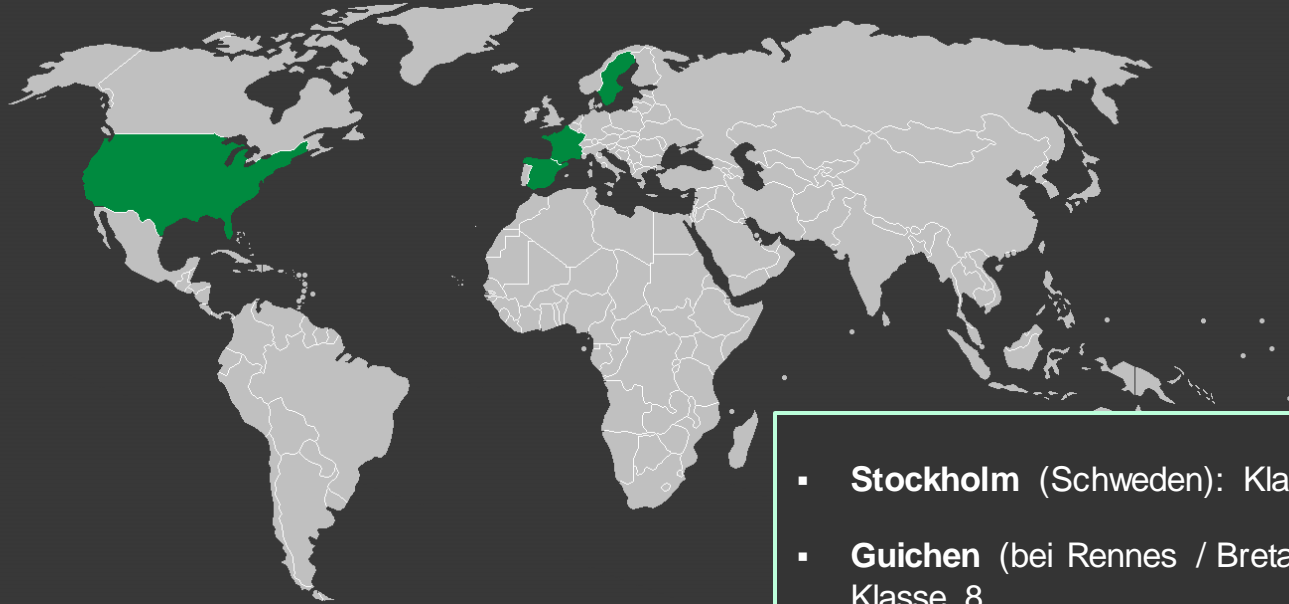 ▪ Stockholm (Schweden): Kla
▪ Guichen (bei Rennes / Breta
Klasse 8